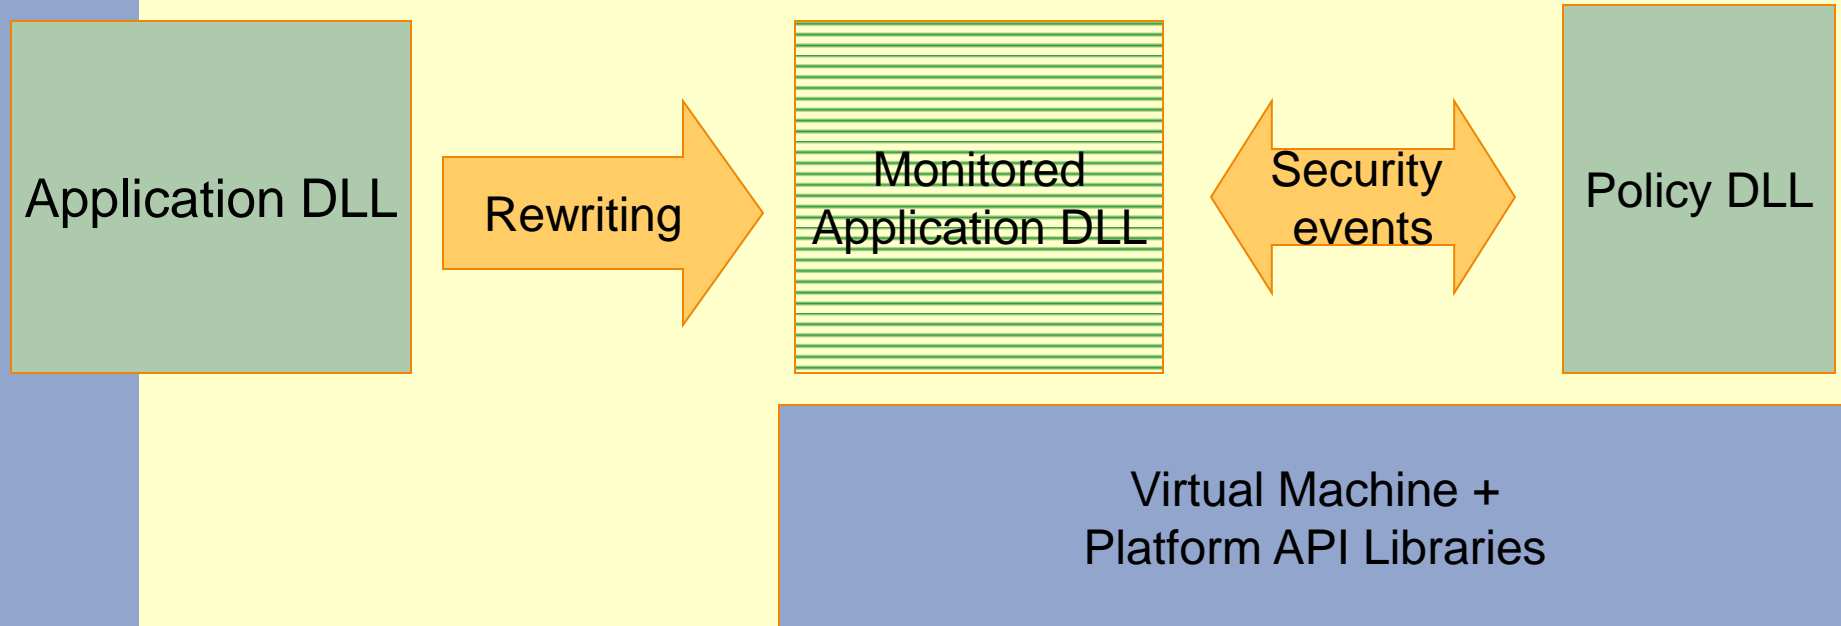 Application DLL
Rewriting
Monitored
Application DLL
Security
events
Policy DLL
Virtual Machine +
Platform API Libraries